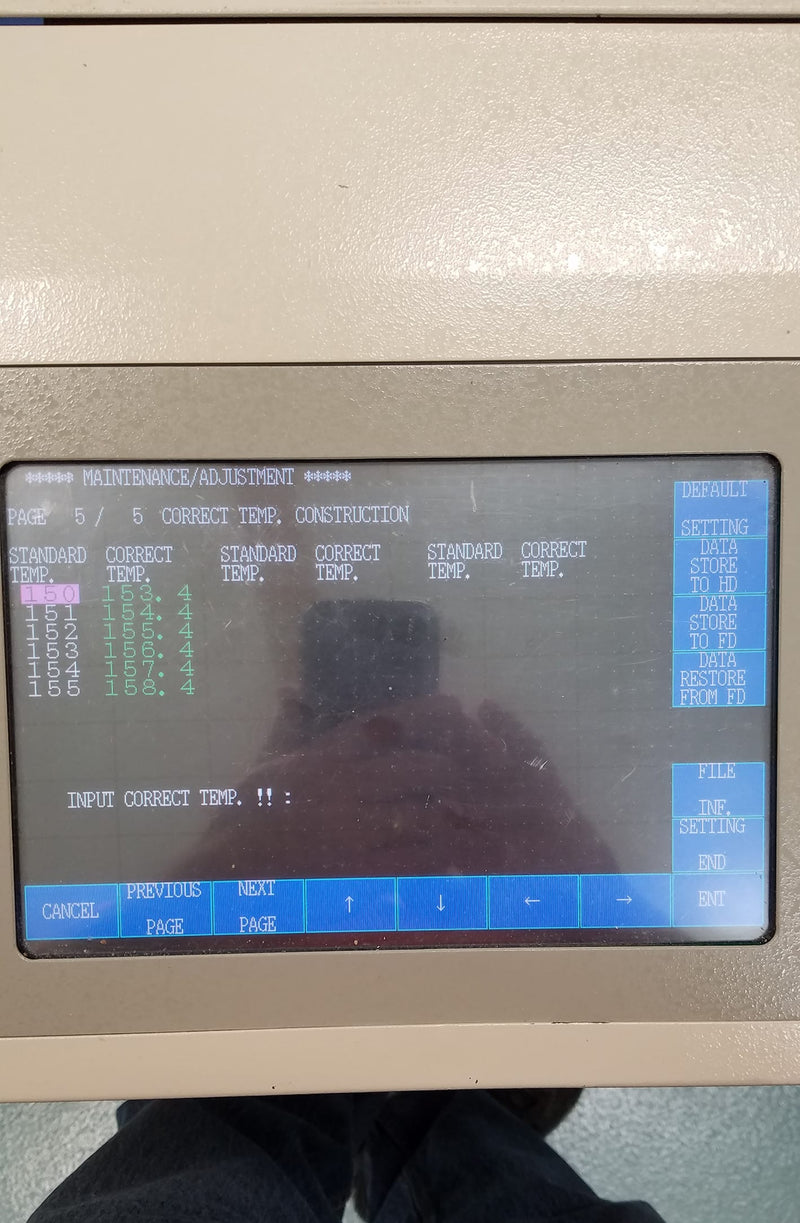 ***** MAINTENANCE/ADJUSTMENT *****
PAGE 5 / 5 CORRECT TEMP. CONSTRUCTION
STANDARD CORRECT STANDARD CORRECT STANDARD CORRECT
TEMP. TEMP. TEMP. TEMP. TEMP. TEMP.
150 153. 4
151 154. 4
152 155. 4
153 156. 4
154 157. 4
155 158. 4
INPUT CORRECT TEMP. !! :
DEFAULT
SETTING
DATA
STORE
TO HD
DATA
STORE
TO FD
DATA
RESTORE
FROM FD
FILE
INF.
SETTING
END
CANCEL
PREVIOUS
PAGE
NEXT
PAGE
↑
↓
←
→
ENT